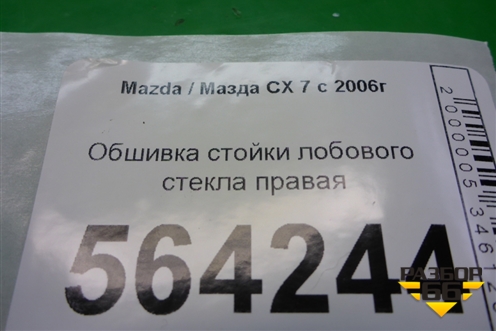 Mazda / Мазда CX 7 с 2006г
Обшивка стойки лобового
стекла правая
564244
РАЗБОР
66